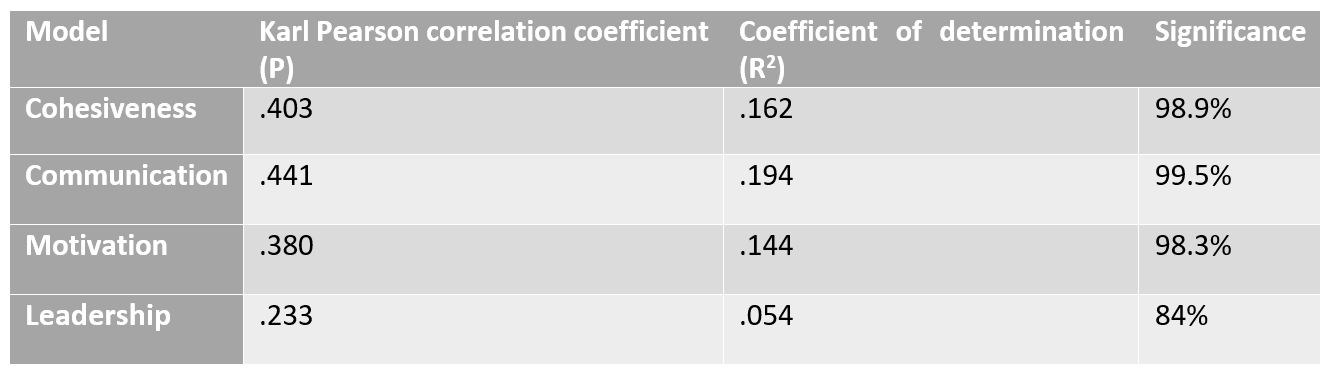 Model Karl Pearson correlation coefficient (P) Coefficient of determination (R²) Significance
Cohesiveness .403 .162 98.9%
Communication .441 .194 99.5%
Motivation .380 .144 98.3%
Leadership .233 .054 84%